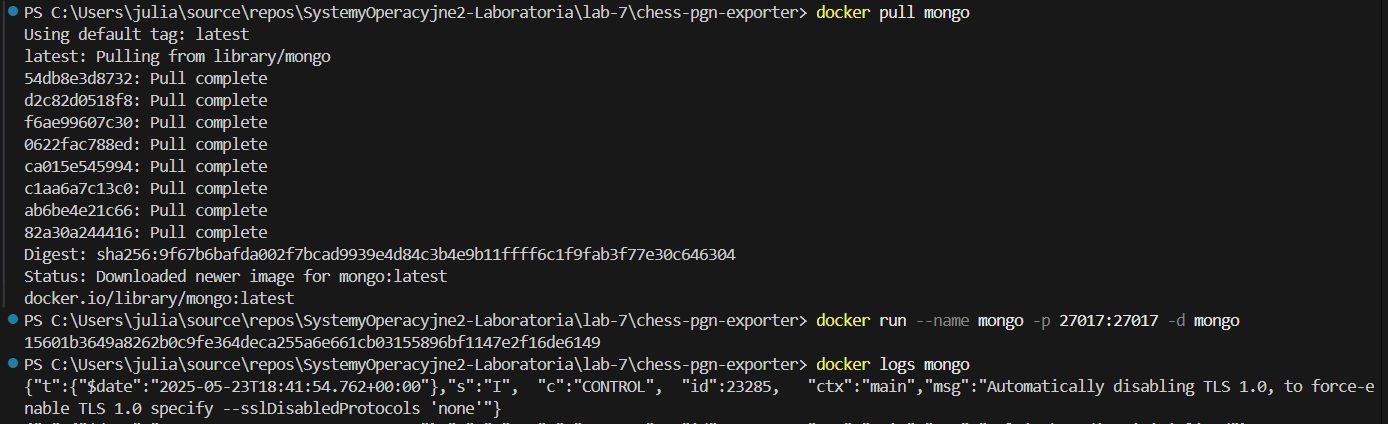 PS C:\Users\julia\source\repos\SystemyOperacyjne2-Laboratoria\lab-7\chess-pgn-exporter> docker pull mongo
Using default tag: latest
latest: Pulling from library/mongo
54db8e3d8732: Pull complete
d2c82d0518f8: Pull complete
f6ae99607c30: Pull complete
0622fac788ed: Pull complete
ca015e545994: Pull complete
c1aa6a7c13c0: Pull complete
ab6be4e21c66: Pull complete
82a30a244416: Pull complete
Digest: sha256:9f67b6bafda002f7bcad9939e4d84c3b4e9b11ffff6c1f9fab3f77e30c646304
Status: Downloaded newer image for mongo:latest
docker.io/library/mongo:latest
PS C:\Users\julia\source\repos\SystemyOperacyjne2-Laboratoria\lab-7\chess-pgn-exporter> docker run --name mongo -p 27017:27017 -d mongo
15601b3649a8262b0c9fe364deca255a6e661cb03155896bf1147e2f16de6149
PS C:\Users\julia\source\repos\SystemyOperacyjne2-Laboratoria\lab-7\chess-pgn-exporter> docker logs mongo
{"t":{"$date":"2025-05-23T18:41:54.762+00:00"},"s":"I",  "c":"CONTROL",  "id":23285,   "ctx":"main","msg":"Automatically disabling TLS 1.0, to force-e
nable TLS 1.0 specify --sslDisabledProtocols 'none'"}